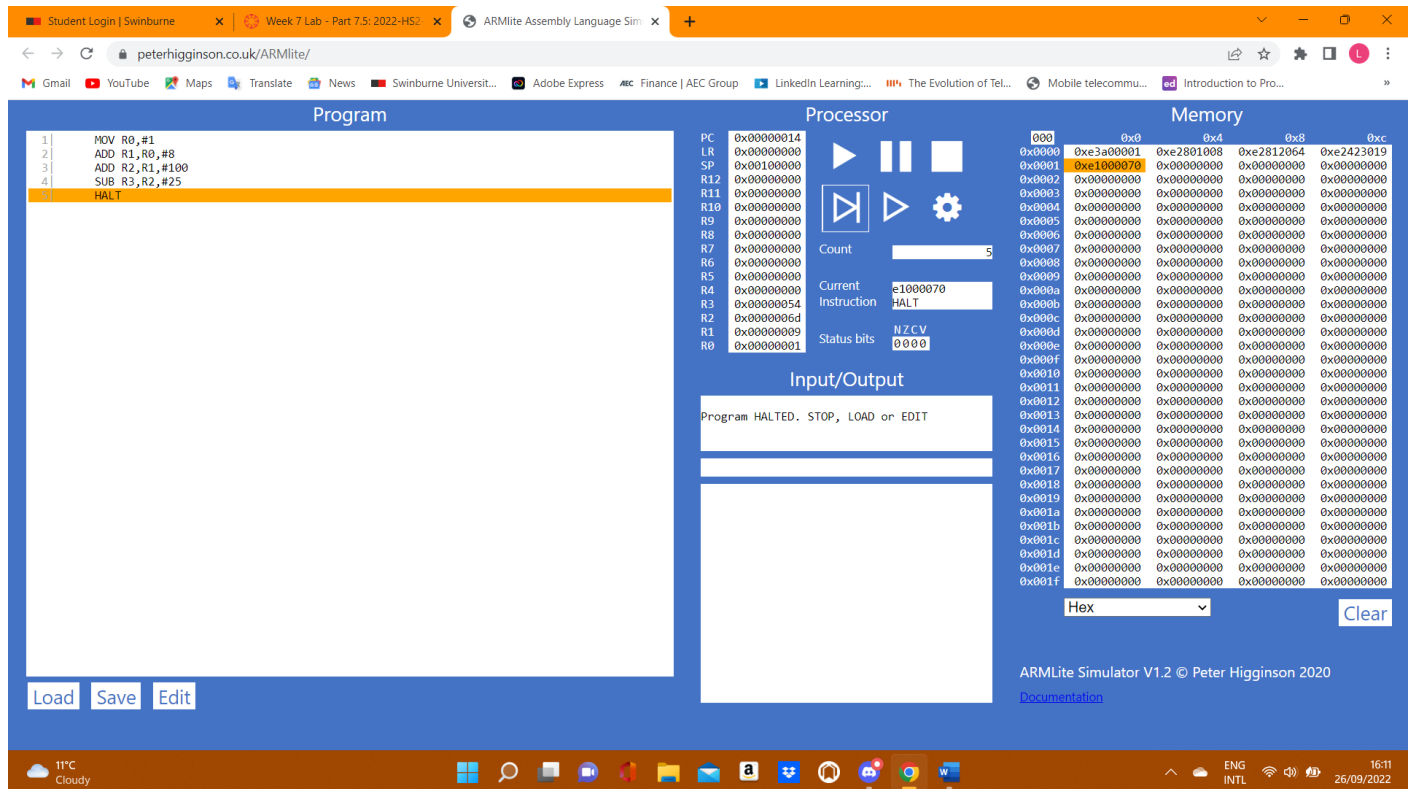 Student Login | Swinburne
Week 7 Lab - Part 7.5: 2022-HS2-
ARMlite Assembly Language Sim
peterhigginson.co.uk/ARMlite/
L
Gmail YouTube Maps Translate News Swinburne Universit... Adobe Express AEC Finance | AEC Group LinkedIn Learning:... The Evolution of Tel... Mobile telecommu... ed Introduction to Pro... »
Program
1| MOV R0,#1
2| ADD R1,R0,#8
3| ADD R2,R1,#100
4| SUB R3,R2,#25
5| HALT
Load Save Edit
Processor
PC 0x00000014
LR 0x00000000
SP 0x00100000
R12 0x00000000
R11 0x00000000
R10 0x00000000
R9 0x00000000
R8 0x00000000
R7 0x00000000
R6 0x00000000
R5 0x00000000
R4 0x00000000
R3 0x00000054
R2 0x0000006d
R1 0x00000009
R0 0x00000001
Count 5
Current Instruction
e1000070
HALT
Status bits
NZCV
0000
Input/Output
Program HALTED. STOP, LOAD or EDIT
Memory
000 0x0 0x4 0x8 0xc
0x0000 0xe3a00001 0xe2801008 0xe2812064 0xe2423019
0x0001 0xe1000070 0x00000000 0x00000000 0x00000000
0x0002 0x00000000 0x00000000 0x00000000 0x00000000
0x0003 0x00000000 0x00000000 0x00000000 0x00000000
0x0004 0x00000000 0x00000000 0x00000000 0x00000000
0x0005 0x00000000 0x00000000 0x00000000 0x00000000
0x0006 0x00000000 0x00000000 0x00000000 0x00000000
0x0007 0x00000000 0x00000000 0x00000000 0x00000000
0x0008 0x00000000 0x00000000 0x00000000 0x00000000
0x0009 0x00000000 0x00000000 0x00000000 0x00000000
0x000a 0x00000000 0x00000000 0x00000000 0x00000000
0x000b 0x00000000 0x00000000 0x00000000 0x00000000
0x000c 0x00000000 0x00000000 0x00000000 0x00000000
0x000d 0x00000000 0x00000000 0x00000000 0x00000000
0x000e 0x00000000 0x00000000 0x00000000 0x00000000
0x000f 0x00000000 0x00000000 0x00000000 0x00000000
0x0010 0x00000000 0x00000000 0x00000000 0x00000000
0x0011 0x00000000 0x00000000 0x00000000 0x00000000
0x0012 0x00000000 0x00000000 0x00000000 0x00000000
0x0013 0x00000000 0x00000000 0x00000000 0x00000000
0x0014 0x00000000 0x00000000 0x00000000 0x00000000
0x0015 0x00000000 0x00000000 0x00000000 0x00000000
0x0016 0x00000000 0x00000000 0x00000000 0x00000000
0x0017 0x00000000 0x00000000 0x00000000 0x00000000
0x0018 0x00000000 0x00000000 0x00000000 0x00000000
0x0019 0x00000000 0x00000000 0x00000000 0x00000000
0x001a 0x00000000 0x00000000 0x00000000 0x00000000
0x001b 0x00000000 0x00000000 0x00000000 0x00000000
0x001c 0x00000000 0x00000000 0x00000000 0x00000000
0x001d 0x00000000 0x00000000 0x00000000 0x00000000
0x001e 0x00000000 0x00000000 0x00000000 0x00000000
0x001f 0x00000000 0x00000000 0x00000000 0x00000000
Hex
Clear
ARMLite Simulator V1.2 © Peter Higginson 2020
Documentation
11°C
Cloudy
ENG
INTL
16:11
26/09/2022